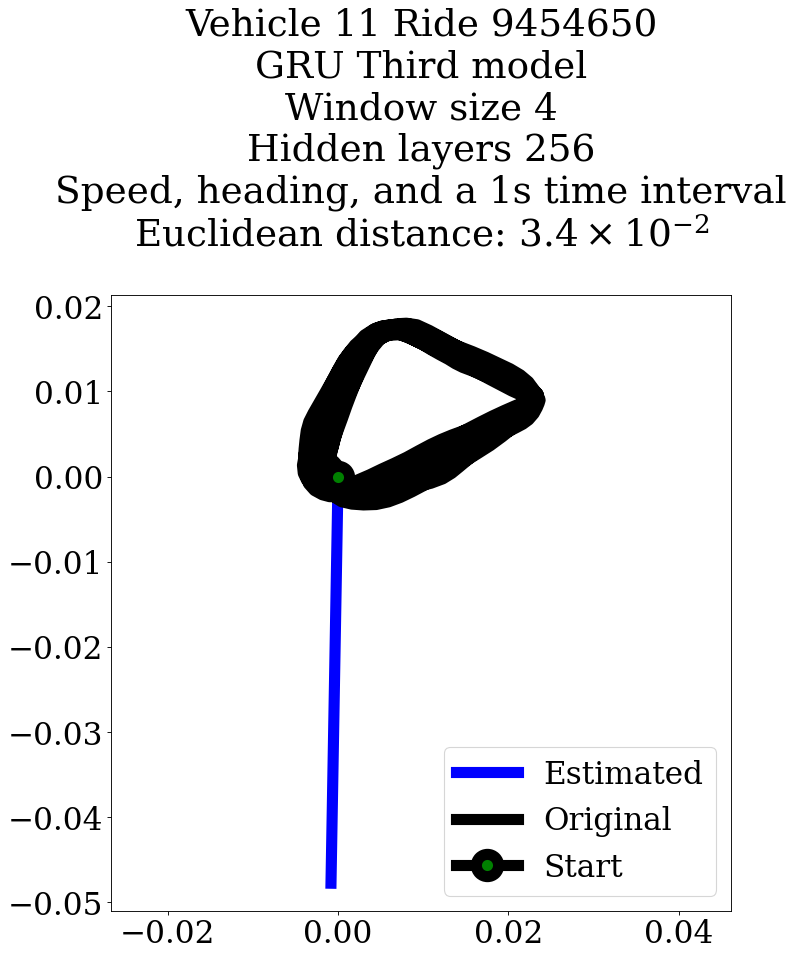 Vehicle 11 Ride 9454650
GRU Third model
Window size 4
Hidden layers 256
Speed, heading, and a 1s time interval
Euclidean distance: 3.4 × 10⁻²
0.02
0.01
0.00
−0.01
−0.02
−0.03
−0.04
−0.05
Estimated
Original
Start
−0.02 0.00 0.02 0.04